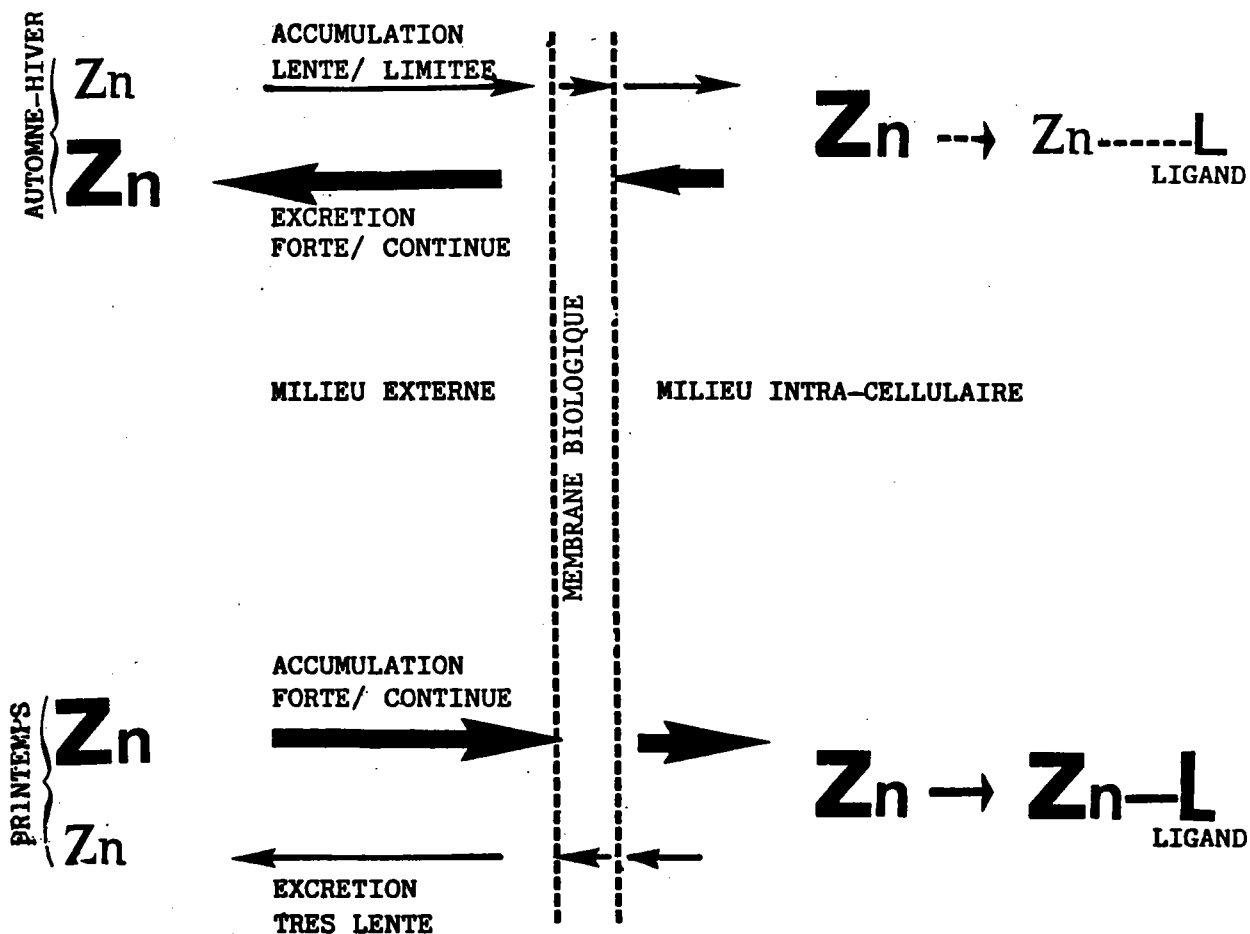 AUTOMNE-HIVER
Zn
ACCUMULATION
LENTE/ LIMITEE
Zn
EXCRETION
FORTE/ CONTINUE
Zn
Zn------L
LIGAND
MILIEU EXTERNE
MEMBRANE BIOLOGIQUE
MILIEU INTRA-CELLULAIRE
PRINTEMPS
Zn
ACCUMULATION
FORTE/ CONTINUE
Zn
EXCRETION
TRES LENTE
Zn
Zn—L
LIGAND